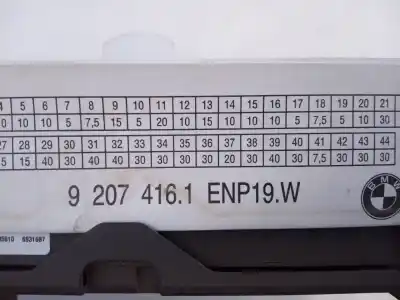 4 5 6 7 8 9 10 11 12 13 14 15 16 17 18 19 20 21
0 10 10 5 7,5 15 5 20 10 15 10 10 10 5 7,5 5 10 30
27 28 29 30 31 32 33 34 35 36 37 38 39 40 41 42 43 44
15 15 40 30 40 40 30 30 30 20 30 40 30 40 7,5 30 30
9 207 416.1 ENP19.W
BMW
6931687